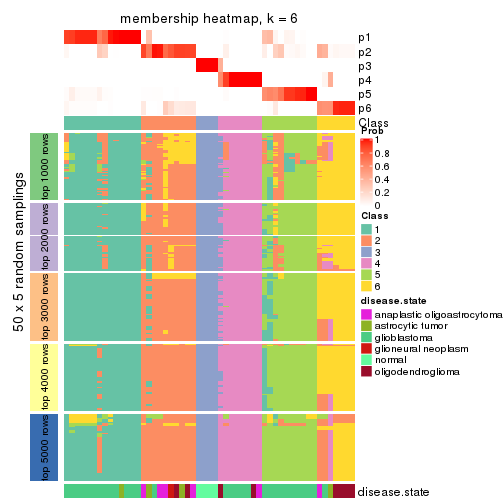 membership heatmap, k = 6
p1
p2
p3
p4
p5
p6
Class
Prob
1
0.8
0.6
0.4
0.2
0
Class
1
2
3
4
5
6
disease.state
anaplastic oligoastrocytoma
astrocytic tumor
glioblastoma
glioneural neoplasm
normal
oligodendroglioma
disease.state
50 x 5 random samplings
top 1000 rows
top 2000 rows
top 3000 rows
top 4000 rows
top 5000 rows